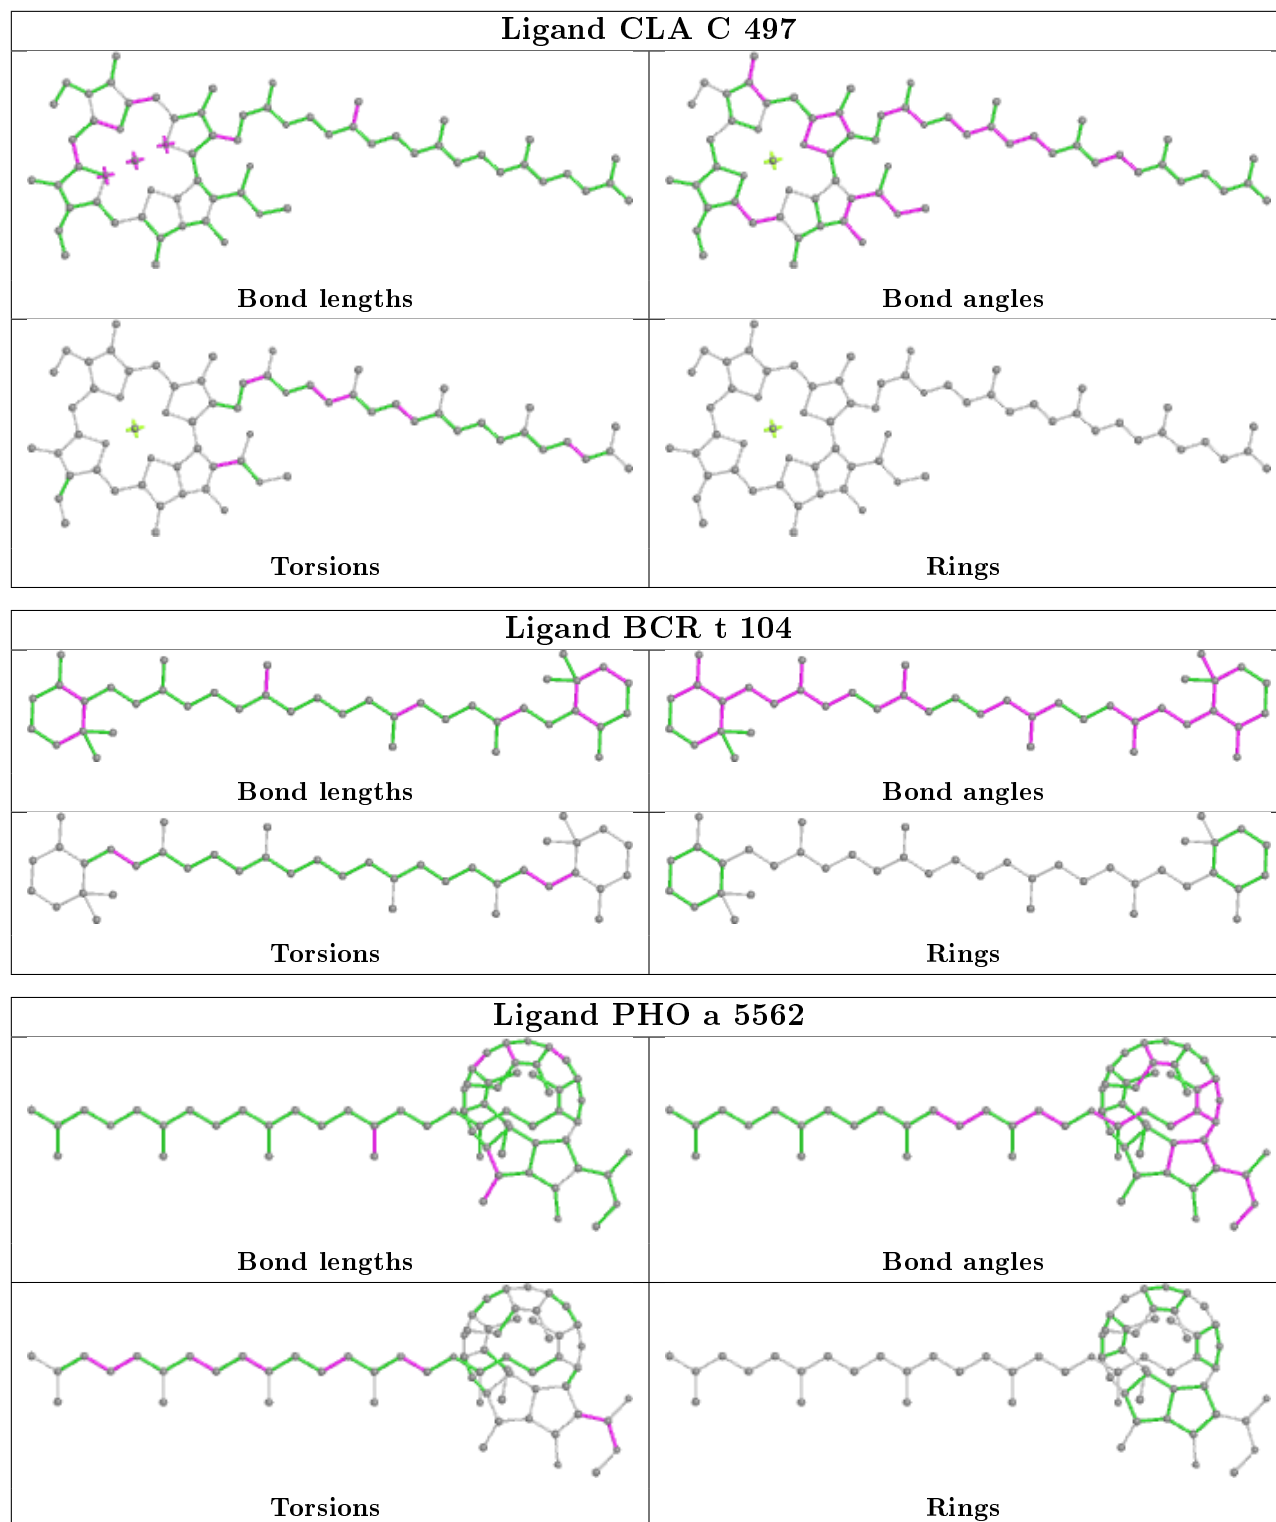 Ligand CLA C 497
Bond lengths
Bond angles
Torsions
Rings
Ligand BCR t 104
Bond lengths
Bond angles
Torsions
Rings
Ligand PHO a 5562
Bond lengths
Bond angles
Torsions
Rings